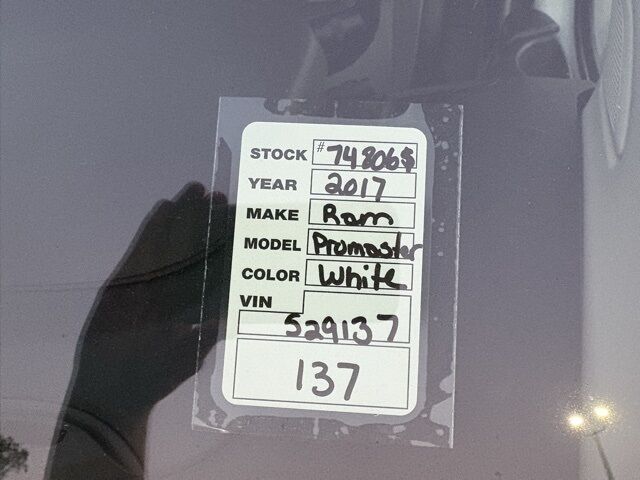 STOCK #74806$
YEAR 2017
MAKE Ram
MODEL Promaster
COLOR White
VIN
529137
137